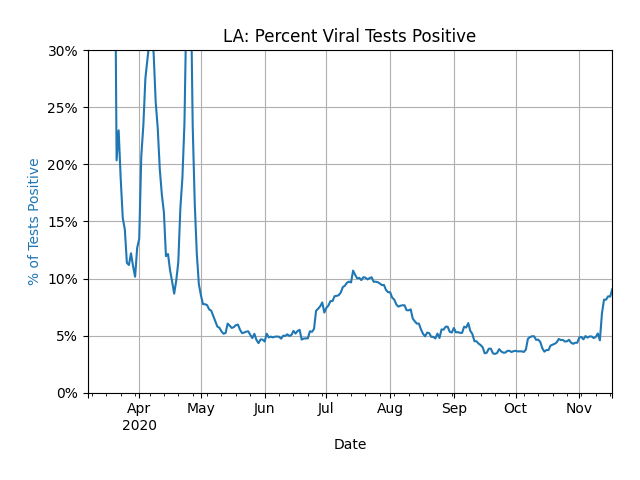 LA: Percent Viral Tests Positive
30%
25%
20%
15%
10%
5%
0%
% of Tests Positive
Apr May Jun Jul Aug Sep Oct Nov
2020
Date